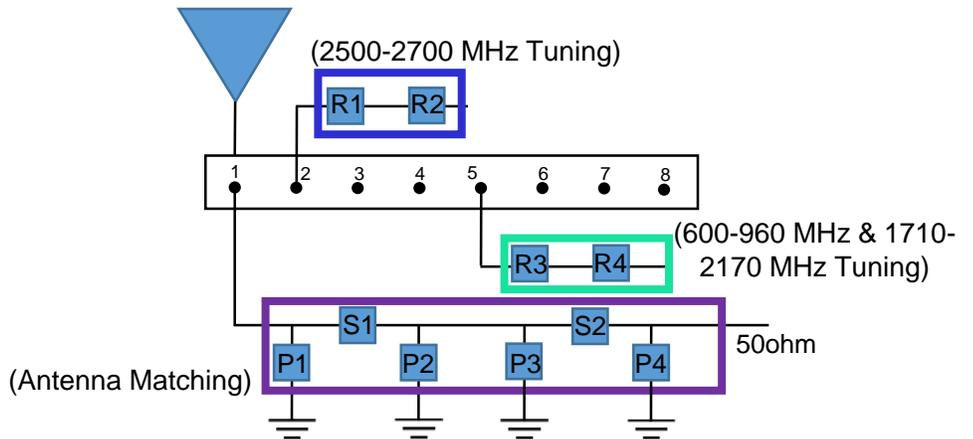 (2500-2700 MHz Tuning)
R1 R2
1 2 3 4 5 6 7 8
(600-960 MHz & 1710-
2170 MHz Tuning)
R3 R4
S1 S2
50ohm
P1 P2 P3 P4
(Antenna Matching)